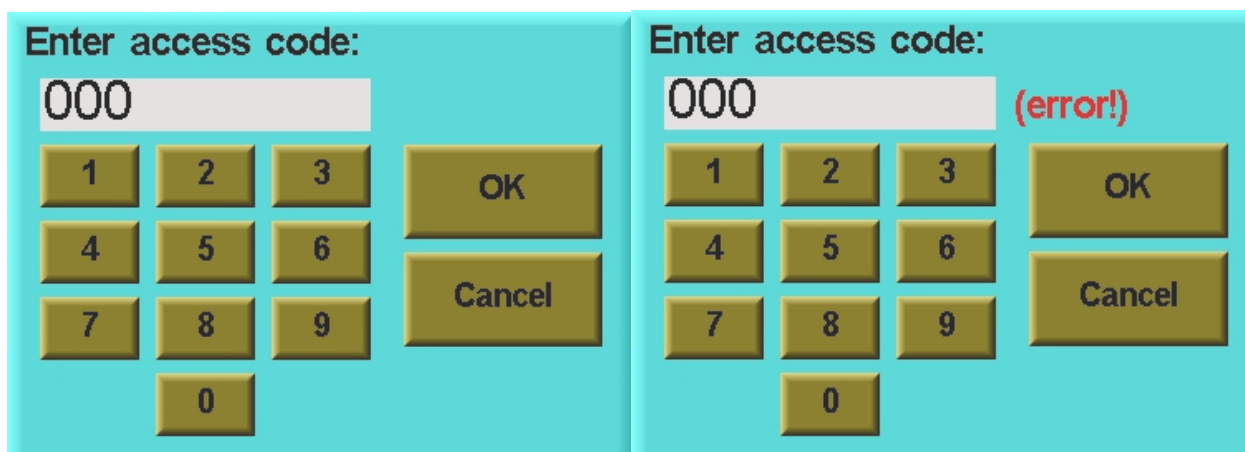 Enter access code:
000
1 2 3 OK
4 5 6
Cancel
7 8 9
0
Enter access code:
000 (error!)
1 2 3 OK
4 5 6
Cancel
7 8 9
0